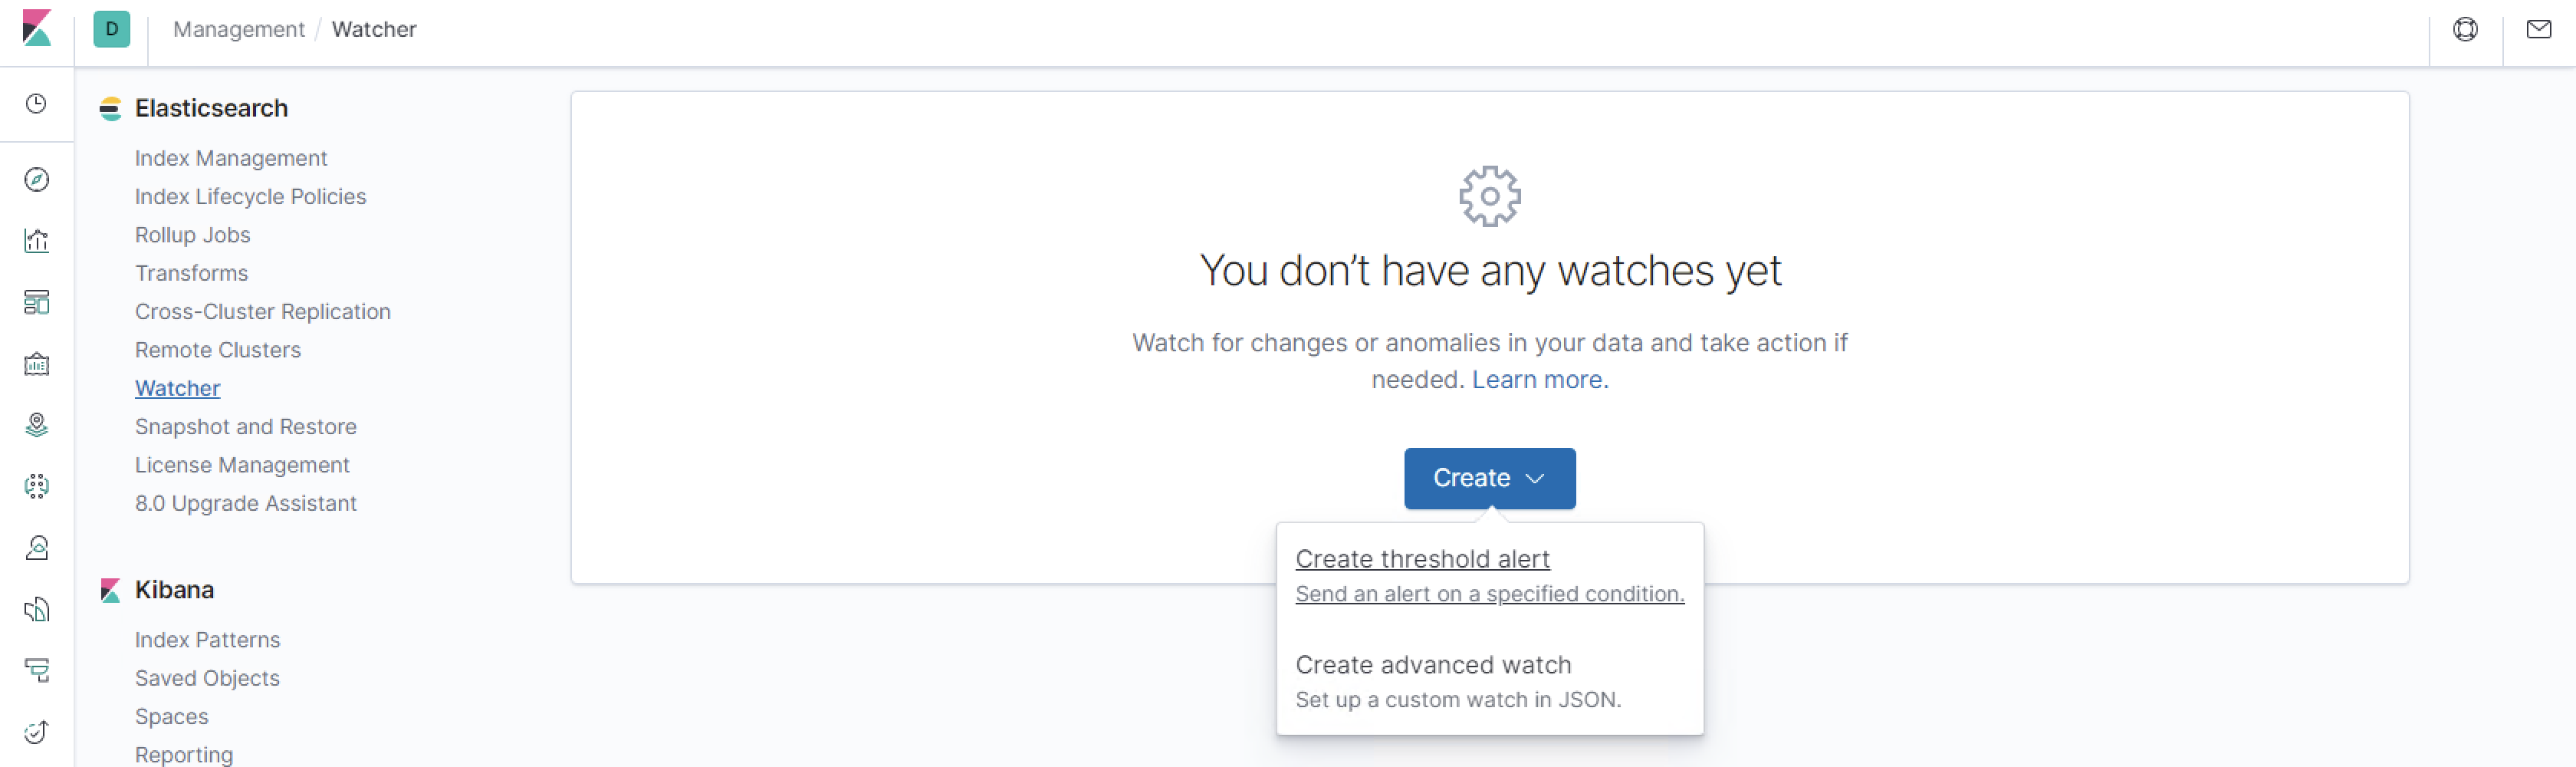 D
Management / Watcher
Elasticsearch
Index Management
Index Lifecycle Policies
Rollup Jobs
Transforms
Cross-Cluster Replication
Remote Clusters
Watcher
Snapshot and Restore
License Management
8.0 Upgrade Assistant
Kibana
Index Patterns
Saved Objects
Spaces
Reporting
You don’t have any watches yet
Watch for changes or anomalies in your data and take action if
needed. Learn more.
Create
Create threshold alert
Send an alert on a specified condition.
Create advanced watch
Set up a custom watch in JSON.